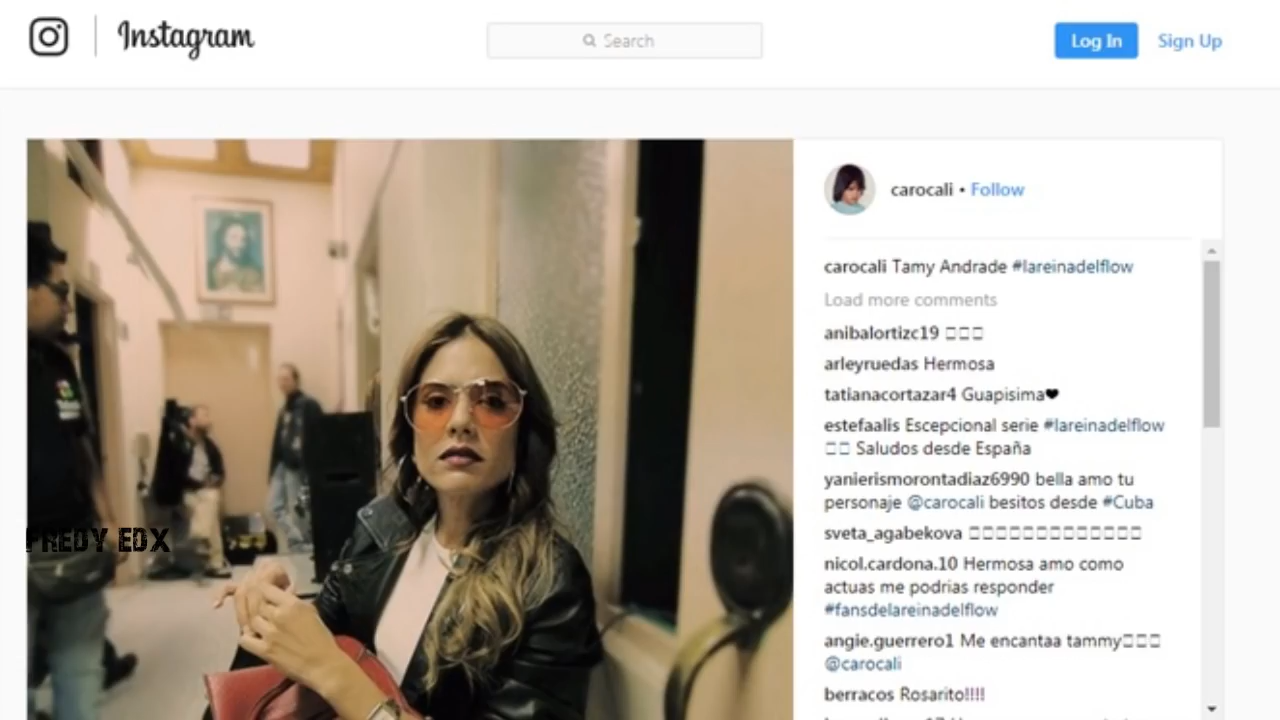 Instagram
Search
Log In
Sign Up
carocali • Follow
carocali Tamy Andrade #lareinadelflow
Load more comments
anibalortizc19 □□□
arleyruedas Hermosa
tatianacortazar4 Guapisima❤
estefaalis Escepcional serie #lareinadelflow
□□ Saludos desde España
yanierismorontadiaz6990 bella amo tu
personaje @carocali besitos desde #Cuba
sveta_agabekova □□□□□□□□□□□□□
nicol.cardona.10 Hermosa amo como
actuas me podrias responder
#fansdelareinadelflow
angie.guerrero1 Me encantaa tammy□□□
@carocali
berracos Rosarito!!!!
FREDY EDX